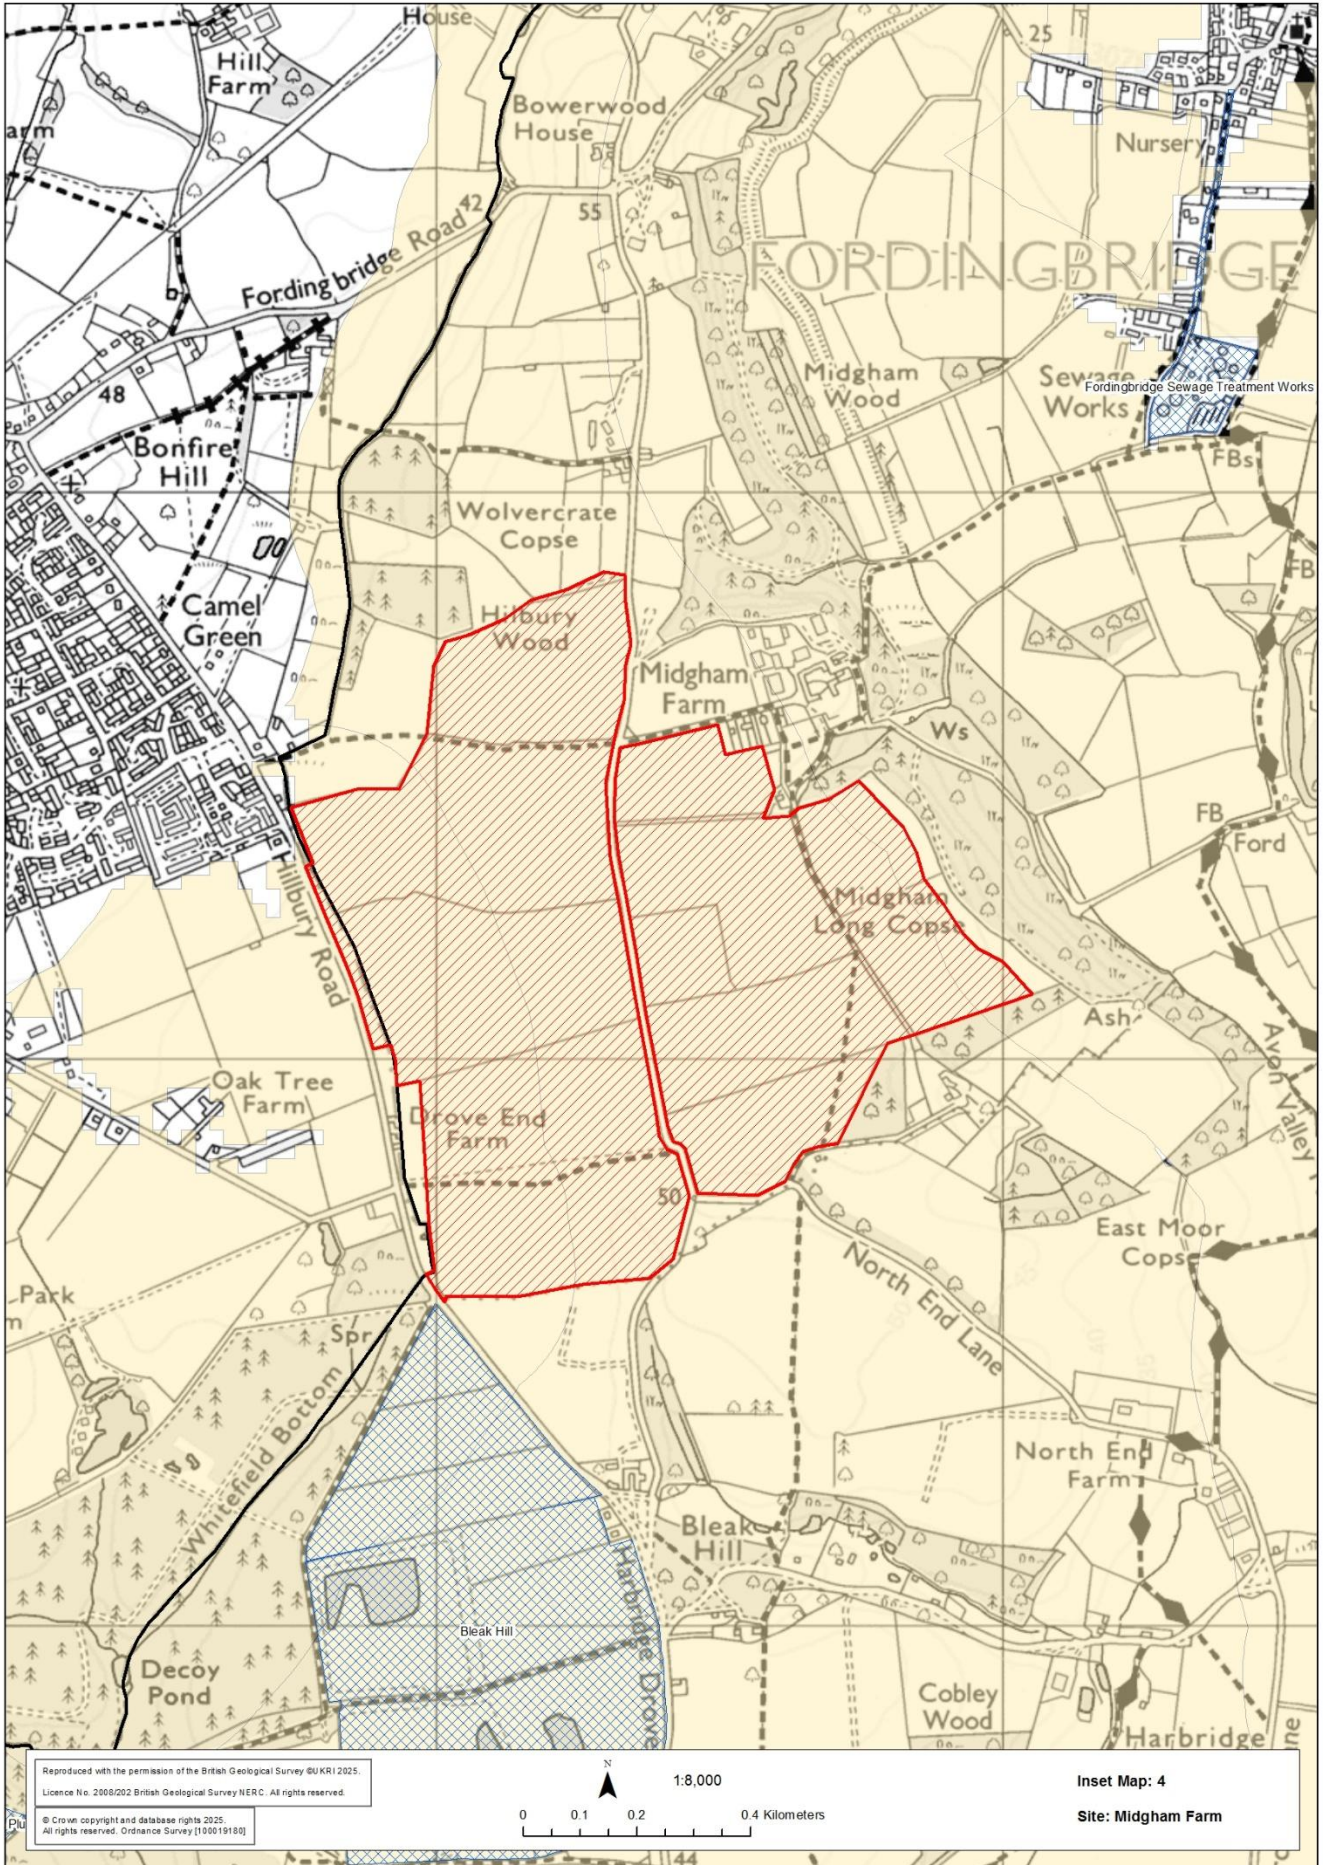 House
Hill
Farm
arm
Bowerwood
House
25
Nursery
42
55
Fordingbridge Road
FORDINGBRIDGE
48
Midgham
Wood
Sewage
Works
Fordingbridge Sewage Treatment Works
Bonfire
Hill
FBs
Wolvercrate
Copse
FB
Camel
Green
Hilbury
Wood
Midgham
Farm
Ws
FB
Ford
Hillbury Road
Midgham
Long Copse
Ash
Avon Valley
Oak Tree
Farm
Drove End
Farm
50
East Moor
Copse
North End Lane
Park
m
Spr
Whitefield Bottom
North End
Farm
Bleak
Hill
Harbridge Drove
Bleak Hill
Decoy
Pond
Cobley
Wood
Harbridge
ne
Reproduced with the permission of the British Geological Survey ©UKRI 2025.
Licence No. 2008/202 British Geological Survey NERC. All rights reserved.
© Crown copyright and database rights 2025.
All rights reserved. Ordnance Survey [100019180]
Plu
N
1:8,000
0 0.1 0.2 0.4 Kilometers
Inset Map: 4
Site: Midgham Farm
44